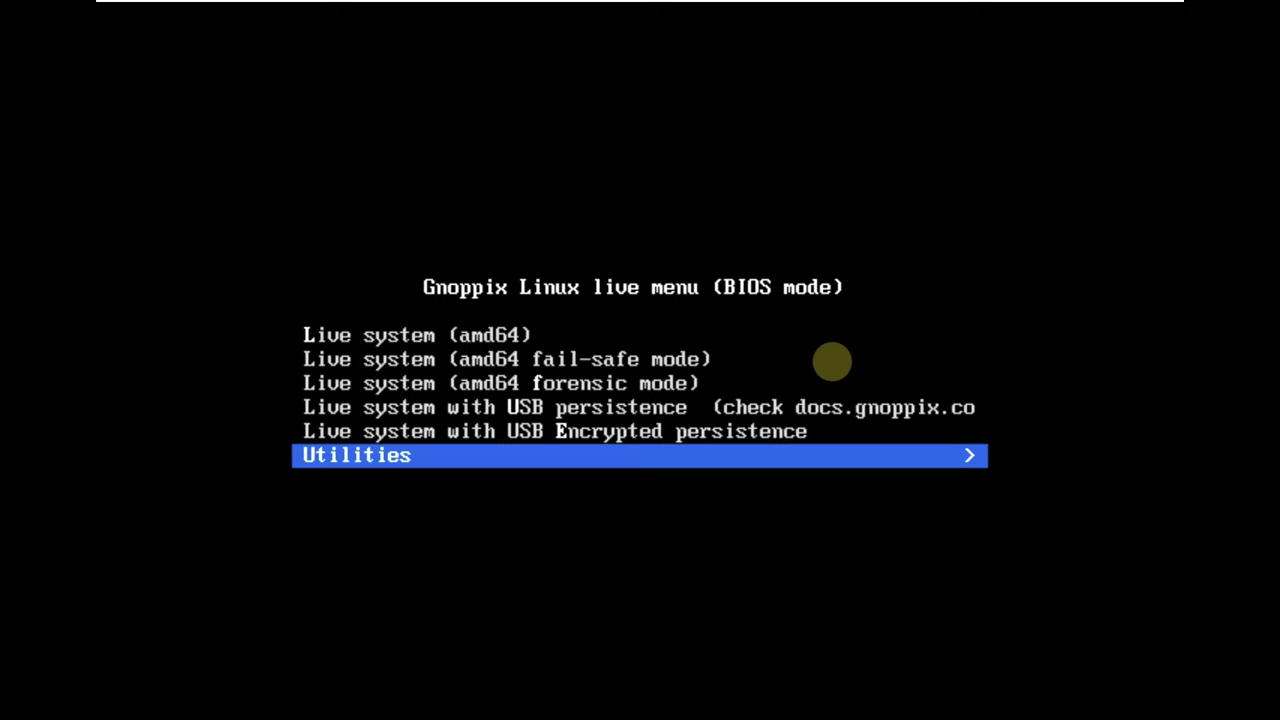 Gnoppix Linux live menu (BIOS mode)
Live system (amd64)
Live system (amd64 fail-safe mode)
Live system (amd64 forensic mode)
Live system with USB persistence  (check docs.gnoppix.co
Live system with USB Encrypted persistence
Utilities >